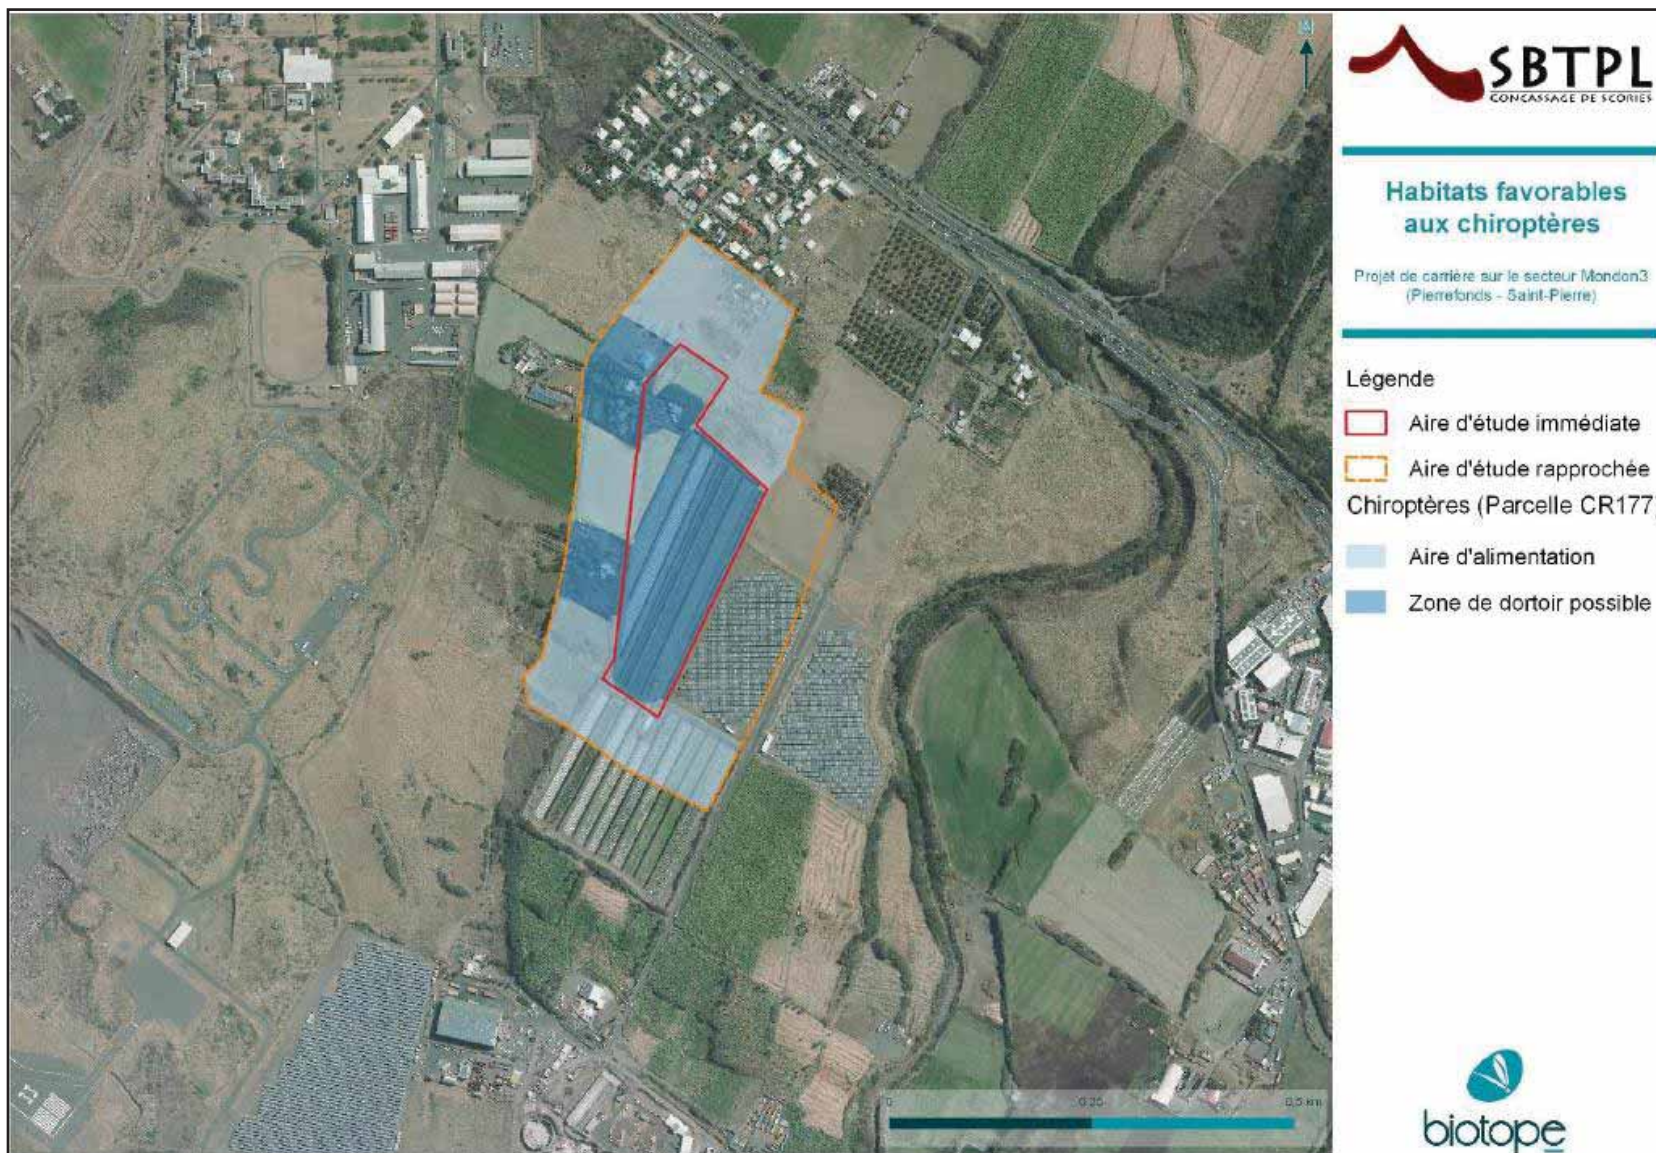 N
SBTPL
CONCASSAGE DE SCORIES
Habitats favorables
aux chiroptères
Projet de carrière sur le secteur Mondon3
(Pierrefonds - Saint-Pierre)
Légende
Aire d'étude immédiate
Aire d'étude rapprochée
Chiroptères (Parcelle CR177)
Aire d'alimentation
Zone de dortoir possible
0 0,25 0,5 km
biotope